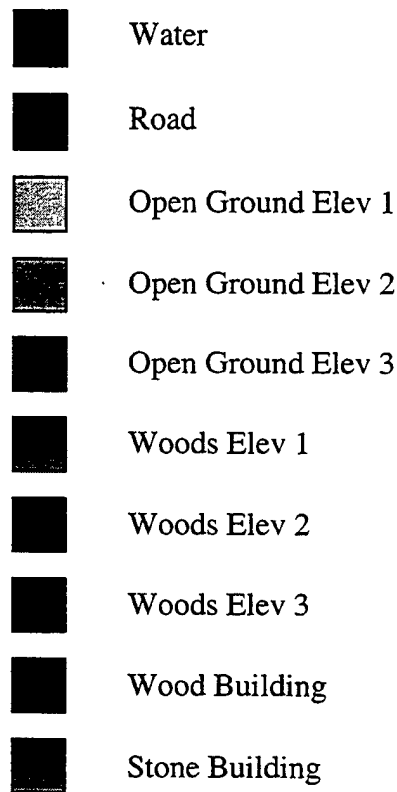 Water
Road
Open Ground Elev 1
Open Ground Elev 2
Open Ground Elev 3
Woods Elev 1
Woods Elev 2
Woods Elev 3
Wood Building
Stone Building